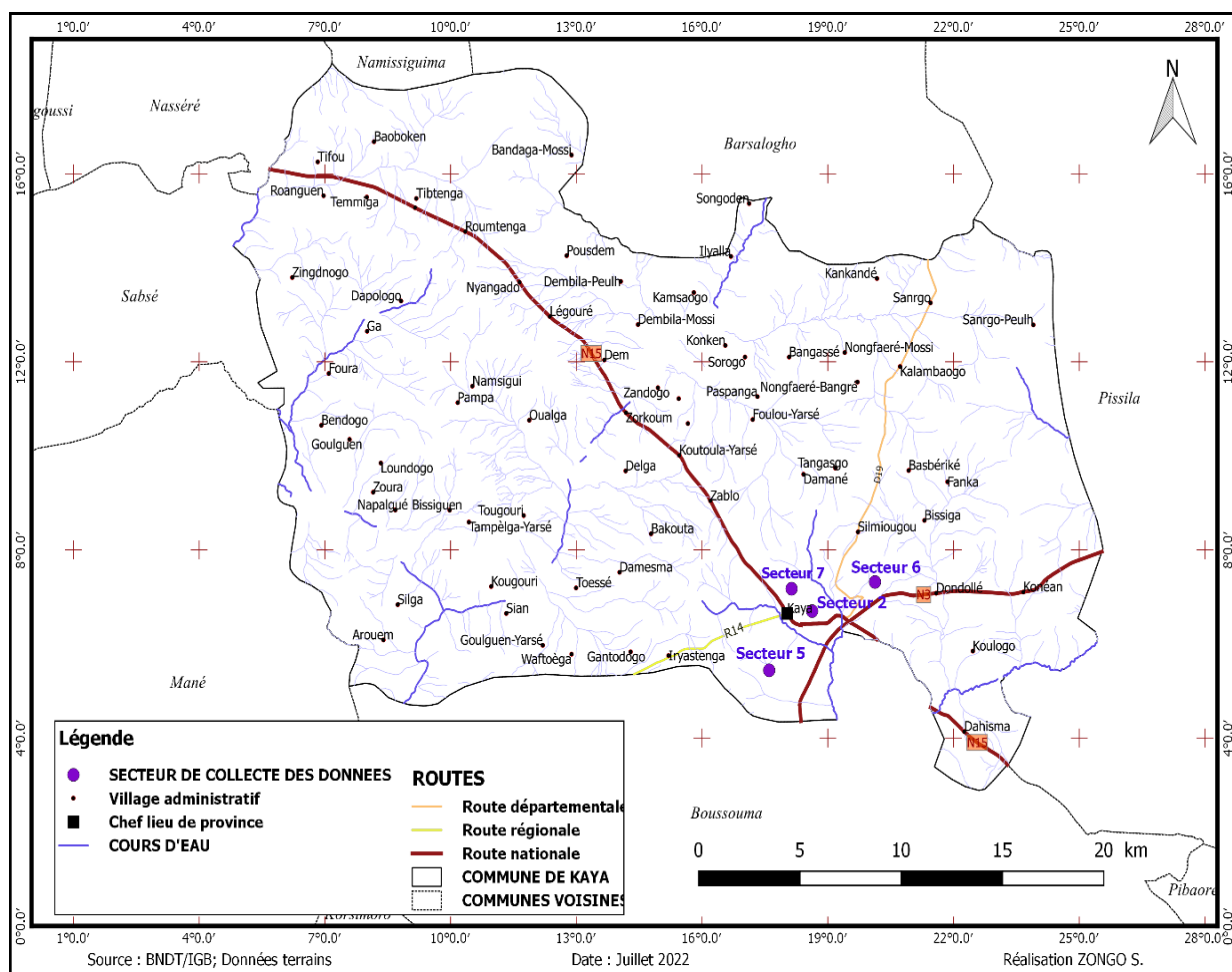 1°0.0' 4°0.0' 7°0.0' 10°0.0' 13°0.0' 16°0.0' 19°0.0' 22°0.0' 25°0.0' 28°0.0'
N
Namissiguima
Nasséré
goussi
Barsalogho
Baoboken
Bandaga-Mossi
Tifou
16°0.0' 16°0.0'
Roanguen
Temmiga
Tibtenga
Songoden
Roumtenga
Pousdem
Ilyalla
Zingdnogo
Dembila-Peulh
Kankandé
Nyangado
Kamsaogo
Sabsé
Dapologo
Sanrgo
Légouré
Dembila-Mossi
Sanrgo-Peulh
Ga
Konken
Nongfaeré-Mossi
N15
Dem
Sorogo
Bangassé
12°0.0' 12°0.0'
Foura
Kalambaogo
Namsigui
Zandogo
Paspanga
Nongfaeré-Bangre
Pampa
Pissila
Oualga
Zorkoum
Foulou-Yarsé
Bendogo
Goulguen
Koutoula-Yarsé
Loundogo
Delga
Tangasgo
Basbériké
Damané
D19
Fanka
Zoura
Zablo
Napalgué Bissiguen
Tougouri
Bissiga
Tampèlga-Yarsé
Bakouta
Silmiougou
8°0.0' 8°0.0'
Damesma
Secteur 7
Secteur 6
Kougouri
Toessé
Dondollé
Konéan
N3
Silga
Sian
Kaya
Secteur 2
R14
Arouem
Goulguen-Yarsé
Waftoèga
Gantodogo
Iryastenga
Secteur 5
Koulogo
Mané
Dahisma
N15
4°0.0' 4°0.0'
Légende
SECTEUR DE COLLECTE DES DONNEES
Village administratif
Chef lieu de province
COURS D'EAU
ROUTES
Route départementale
Route régionale
Route nationale
COMMUNE DE KAYA
COMMUNES VOISINES
Boussouma
0 5 10 15 20 km
Pibaore
Korsimoro
0°0.0' 0°0.0'
1°0.0' 4°0.0' 7°0.0' 10°0.0' 13°0.0' 16°0.0' 19°0.0' 22°0.0' 25°0.0' 28°0.0'
Source : BNDT/IGB; Données terrains Date : Juillet 2022 Réalisation ZONGO S.